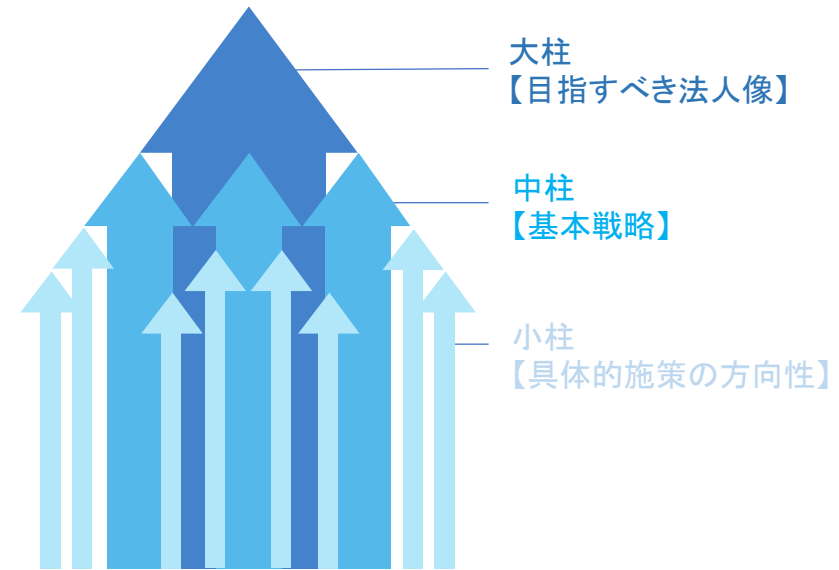 大柱
【目指すべき法人像】
中柱
【基本戦略】
小柱
【具体的施策の方向性】